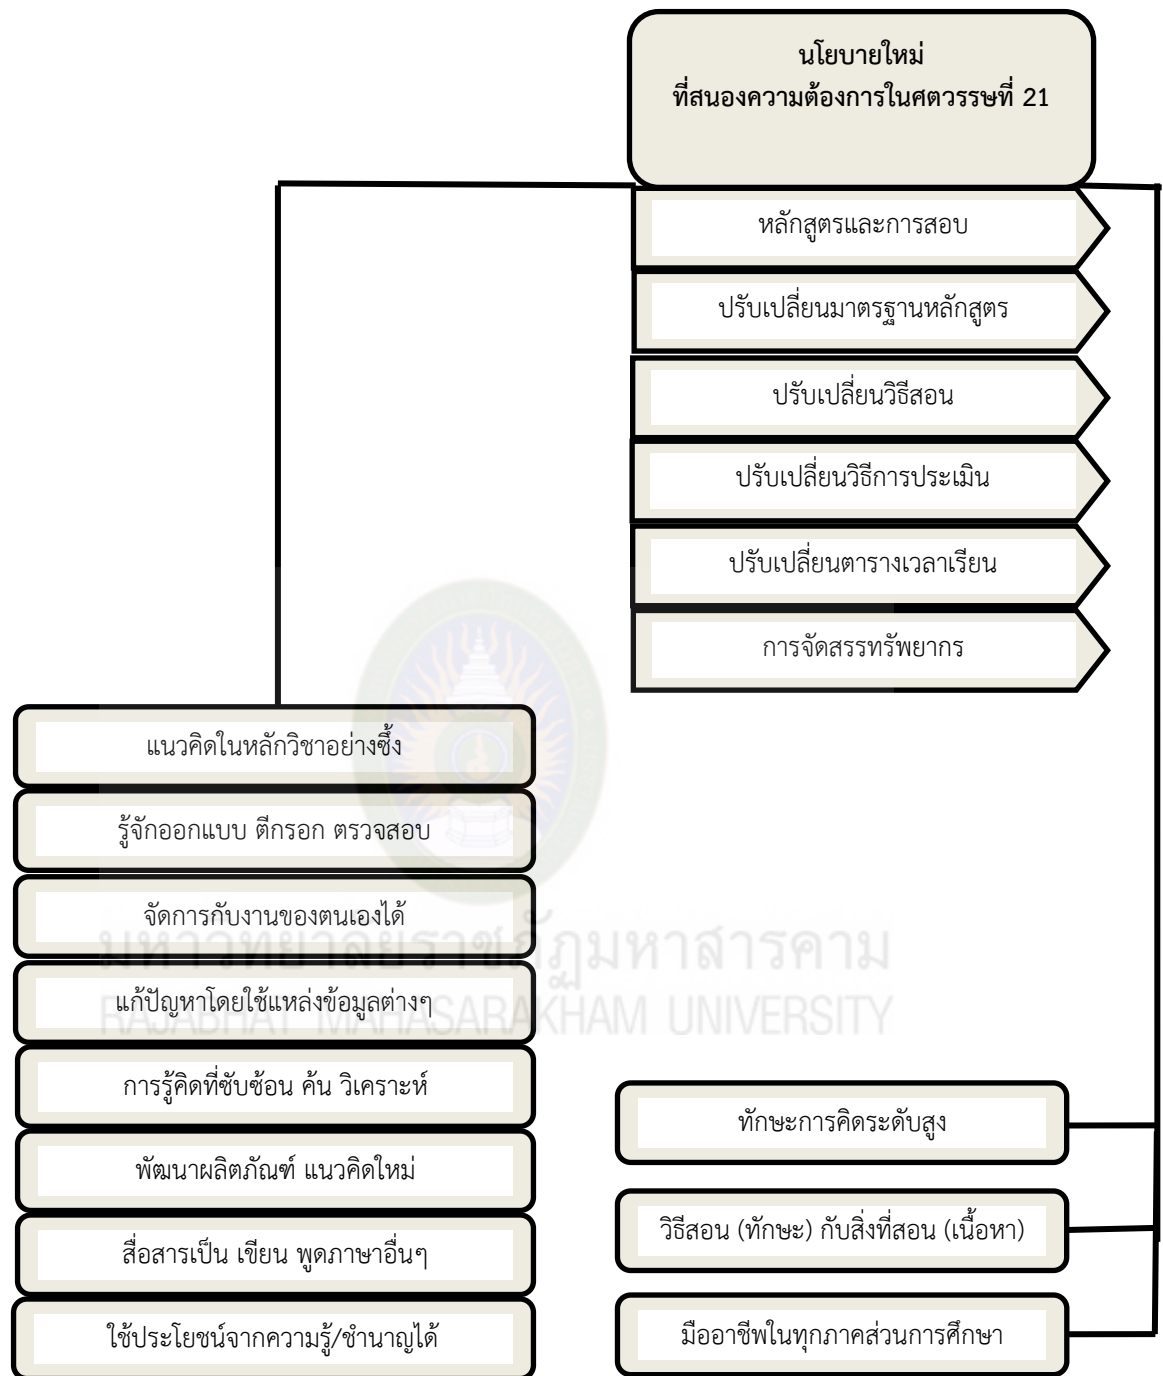 นโยบายใหม่
ที่สนองความต้องการในศตวรรษที่ 21
หลักสูตรและการสอบ
ปรับเปลี่ยนมาตรฐานหลักสูตร
ปรับเปลี่ยนวิธีสอน
ปรับเปลี่ยนวิธีการประเมิน
ปรับเปลี่ยนตารางเวลาเรียน
การจัดสรรทรัพยากร
แนวคิดในหลักวิชาอย่างซึ้ง
รู้จักออกแบบ ตีกรอก ตรวจสอบ
จัดการกับงานของตนเองได้
แก้ปัญหาโดยใช้แหล่งข้อมูลต่างๆ
การรู้คิดที่ซับซ้อน ค้น วิเคราะห์
พัฒนาผลิตภัณฑ์ แนวคิดใหม่
สื่อสารเป็น เขียน พูดภาษาอื่นๆ
ใช้ประโยชน์จากความรู้/ชำนาญได้
ทักษะการคิดระดับสูง
วิธีสอน (ทักษะ) กับสิ่งที่สอน (เนื้อหา)
มืออาชีพในทุกภาคส่วนการศึกษา
มหาวิทยาลัยราชภัฏมหาสารคาม
RAJABHAT MAHASARAKHAM UNIVERSITY